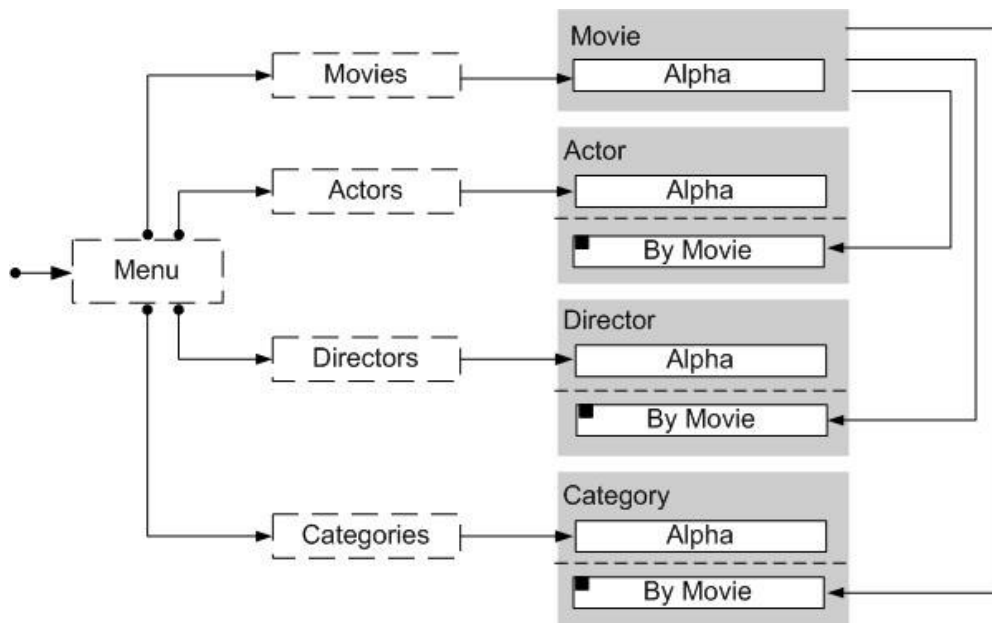 Movie
Movies
Alpha
Actor
Actors
Alpha
By Movie
Menu
Director
Directors
Alpha
By Movie
Category
Categories
Alpha
By Movie